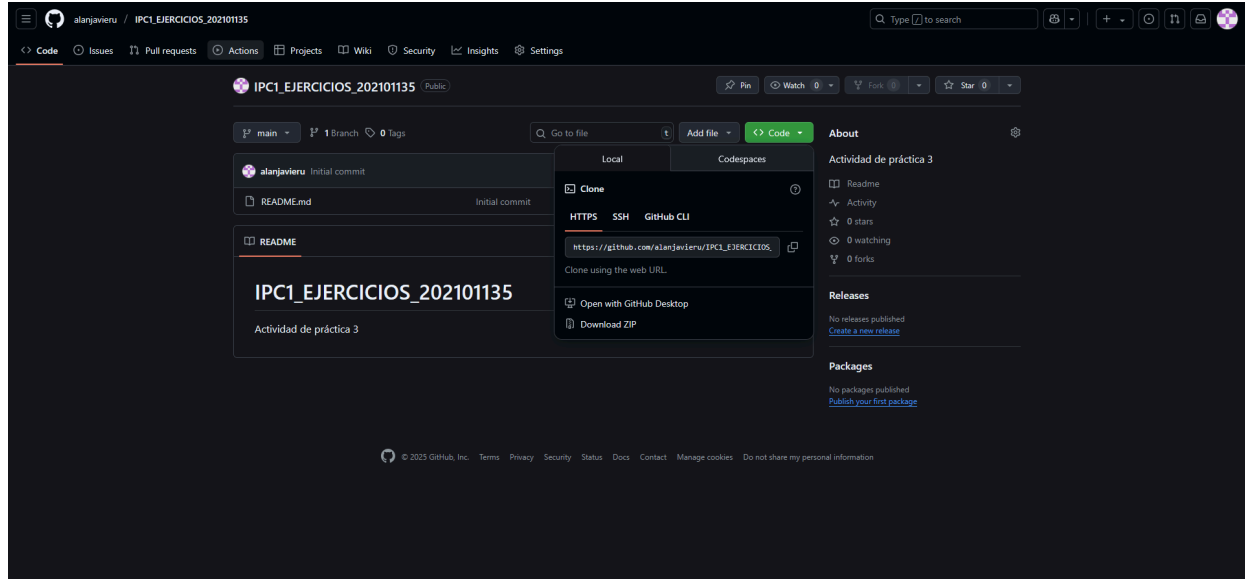 alanjavieru / IPC1_EJERCICIOS_202101135
Type / to search
Code Issues Pull requests Actions Projects Wiki Security Insights Settings
IPC1_EJERCICIOS_202101135 Public
Pin Watch 0 Fork 0 Star 0
main 1 Branch 0 Tags
Go to file t Add file Code
alanjavieru Initial commit
README.md Initial commit
README
IPC1_EJERCICIOS_202101135
Actividad de práctica 3
Local Codespaces
Clone
HTTPS SSH GitHub CLI
https://github.com/alanjavieru/IPC1_EJERCICIOS_
Clone using the web URL.
Open with GitHub Desktop
Download ZIP
About
Actividad de práctica 3
Readme
Activity
0 stars
0 watching
0 forks
Releases
No releases published
Create a new release
Packages
No packages published
Publish your first package
© 2025 GitHub, Inc. Terms Privacy Security Status Docs Contact Manage cookies Do not share my personal information